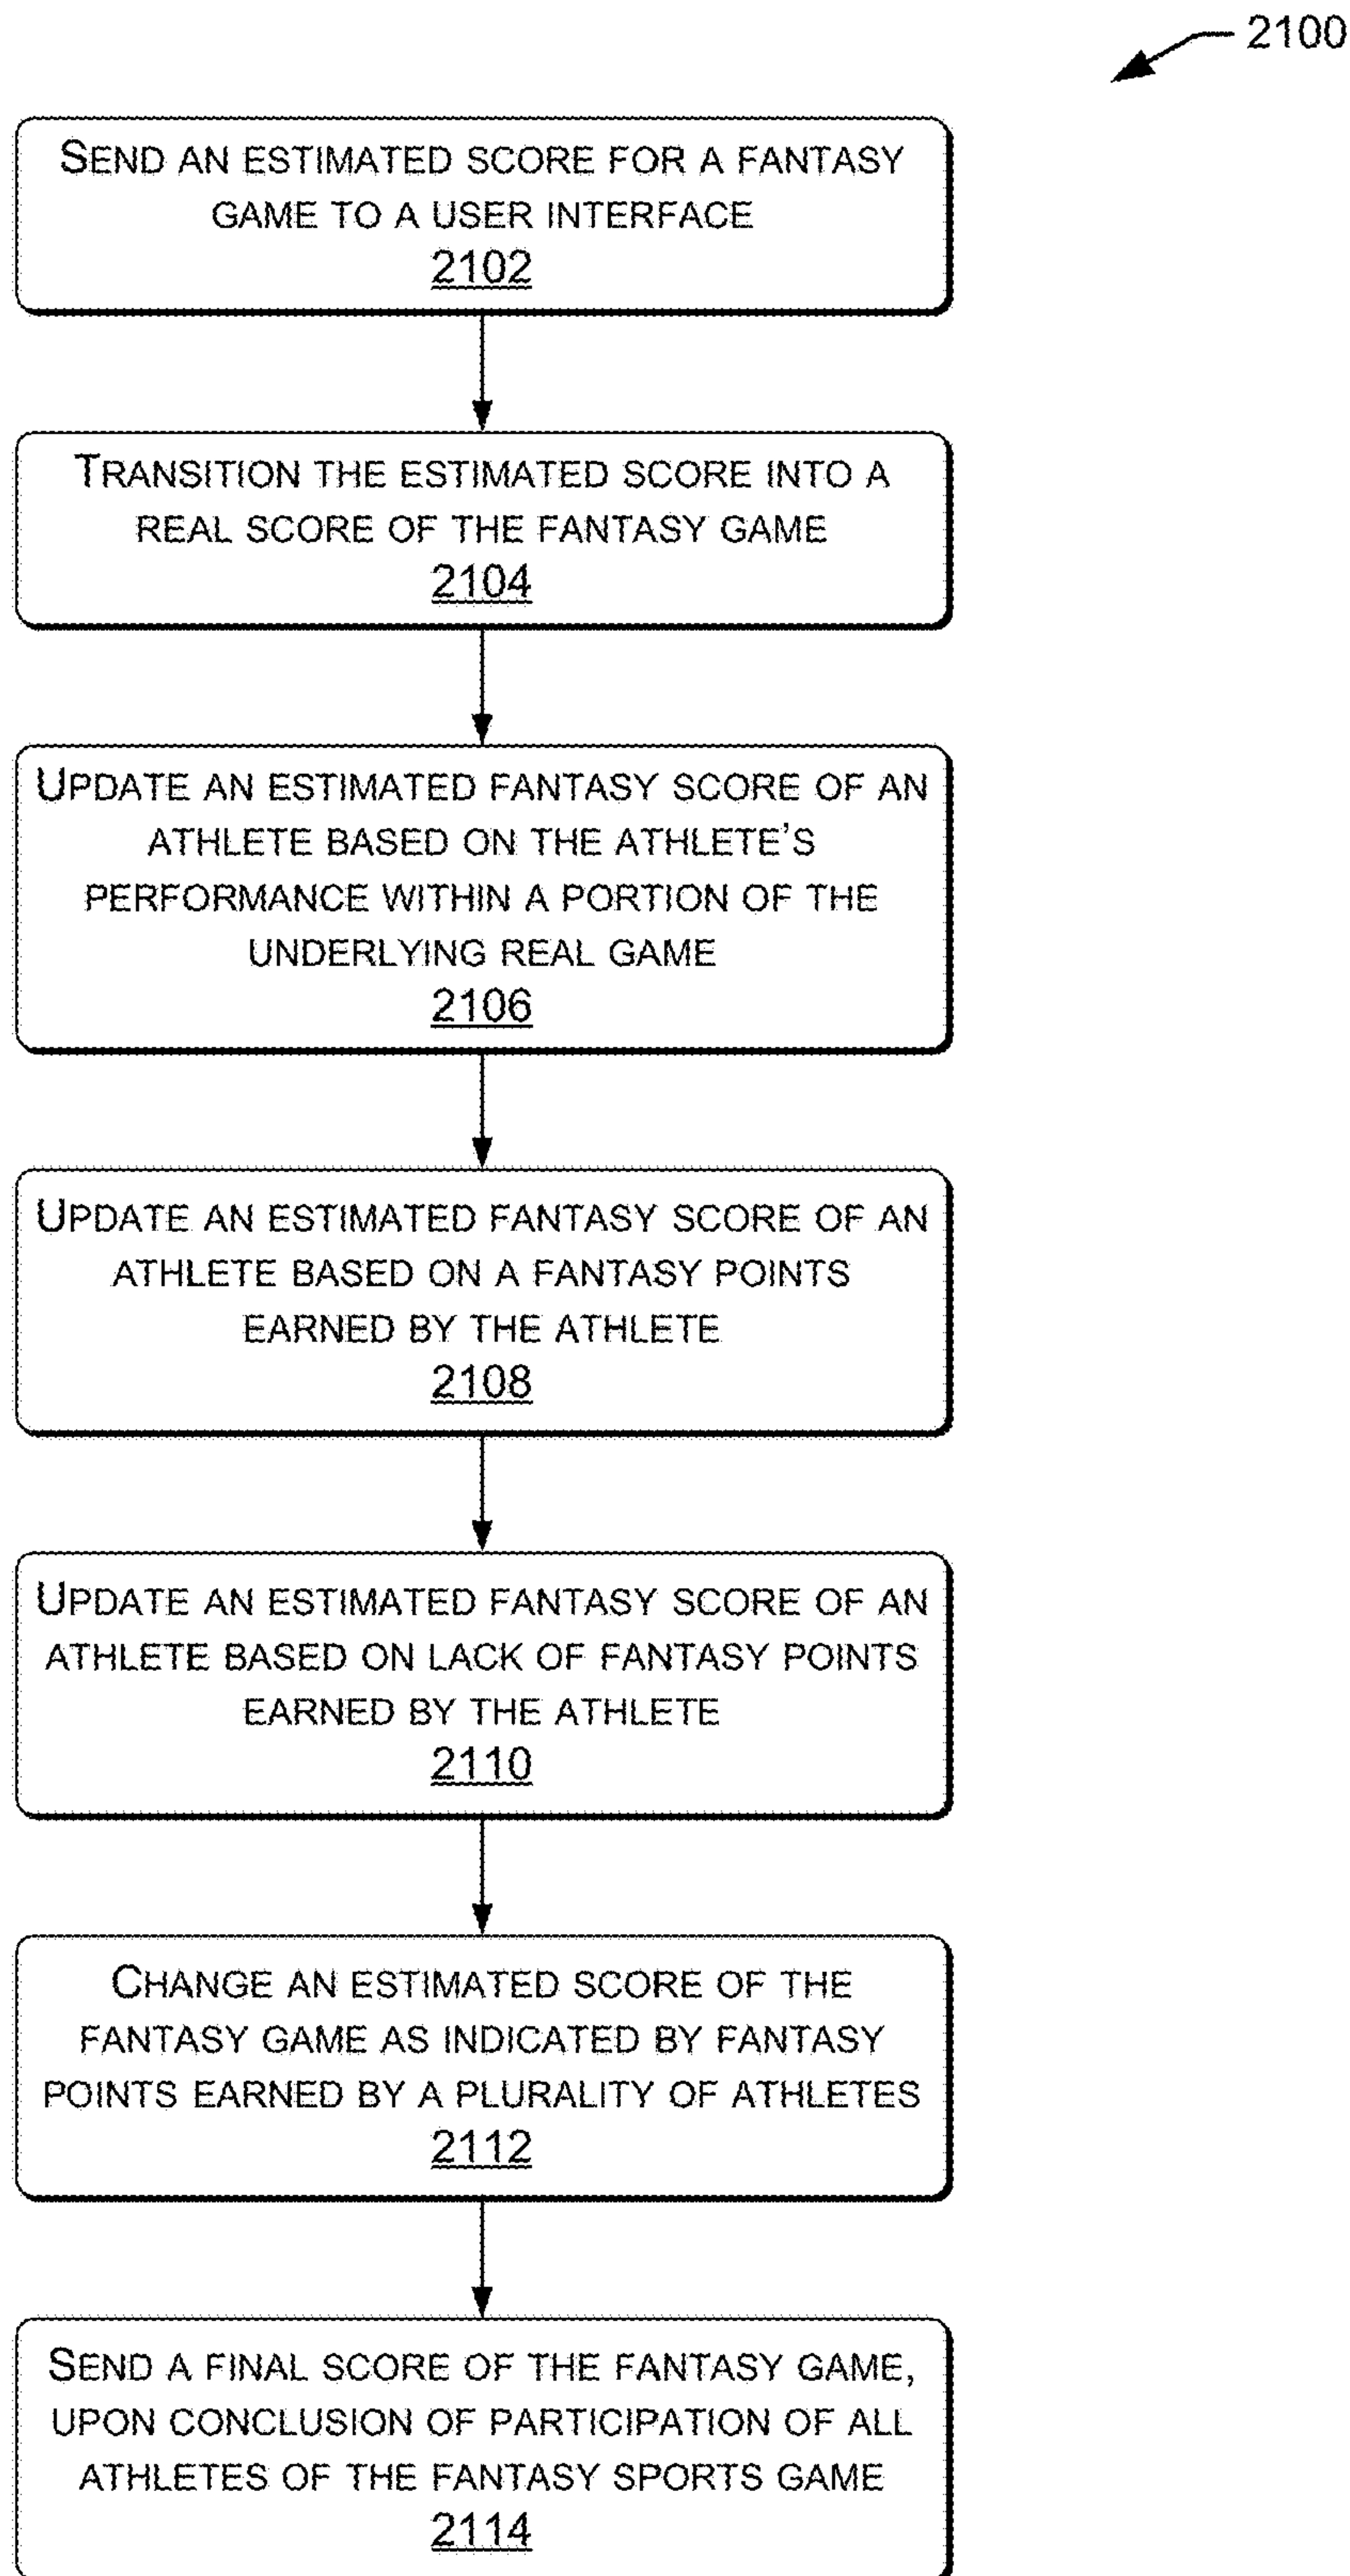 2100
SEND AN ESTIMATED SCORE FOR A FANTASY
GAME TO A USER INTERFACE
2102
TRANSITION THE ESTIMATED SCORE INTO A
REAL SCORE OF THE FANTASY GAME
2104
UPDATE AN ESTIMATED FANTASY SCORE OF AN
ATHLETE BASED ON THE ATHLETE'S
PERFORMANCE WITHIN A PORTION OF THE
UNDERLYING REAL GAME
2106
UPDATE AN ESTIMATED FANTASY SCORE OF AN
ATHLETE BASED ON A FANTASY POINTS
EARNED BY THE ATHLETE
2108
UPDATE AN ESTIMATED FANTASY SCORE OF AN
ATHLETE BASED ON LACK OF FANTASY POINTS
EARNED BY THE ATHLETE
2110
CHANGE AN ESTIMATED SCORE OF THE
FANTASY GAME AS INDICATED BY FANTASY
POINTS EARNED BY A PLURALITY OF ATHLETES
2112
SEND A FINAL SCORE OF THE FANTASY GAME,
UPON CONCLUSION OF PARTICIPATION OF ALL
ATHLETES OF THE FANTASY SPORTS GAME
2114